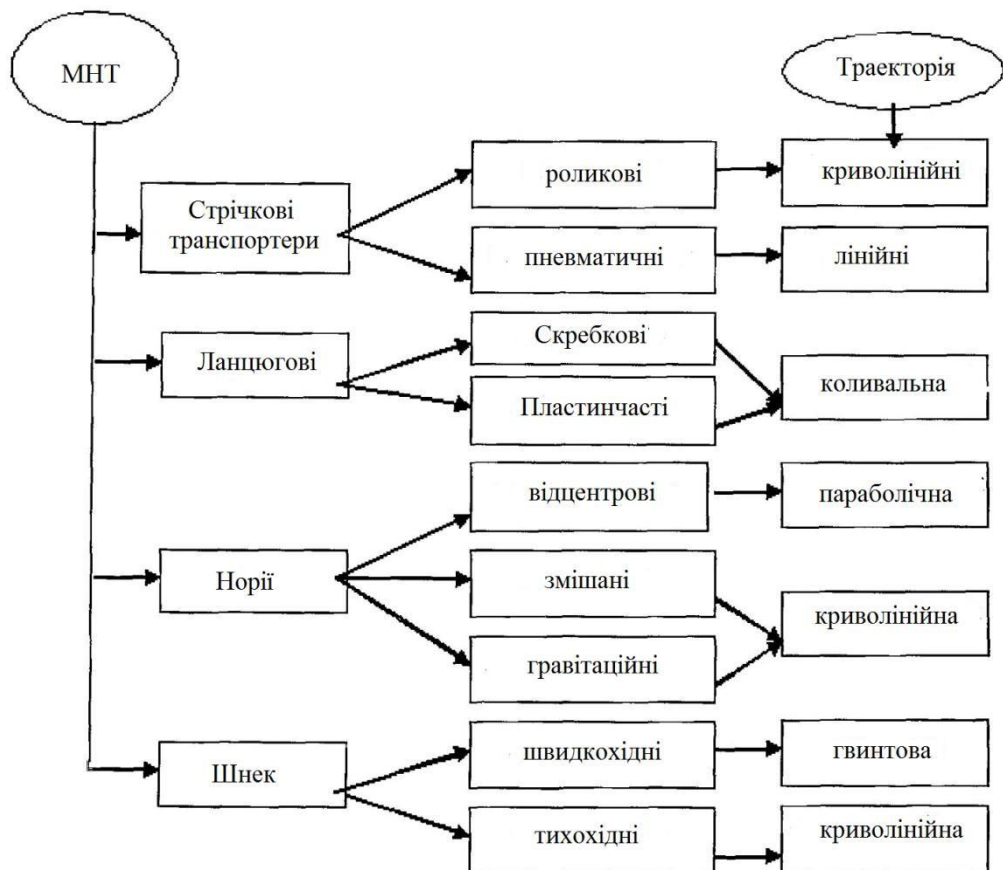 МНТ
Траекторія
роликові
криволінійні
Стрічкові
транспортери
пневматичні
лінійні
Скребкові
Ланцюгові
коливальна
Пластинчасті
відцентрові
параболічна
Норії
змішані
криволінійна
гравітаційні
швидкохідні
гвинтова
Шнек
тихохідні
криволінійна